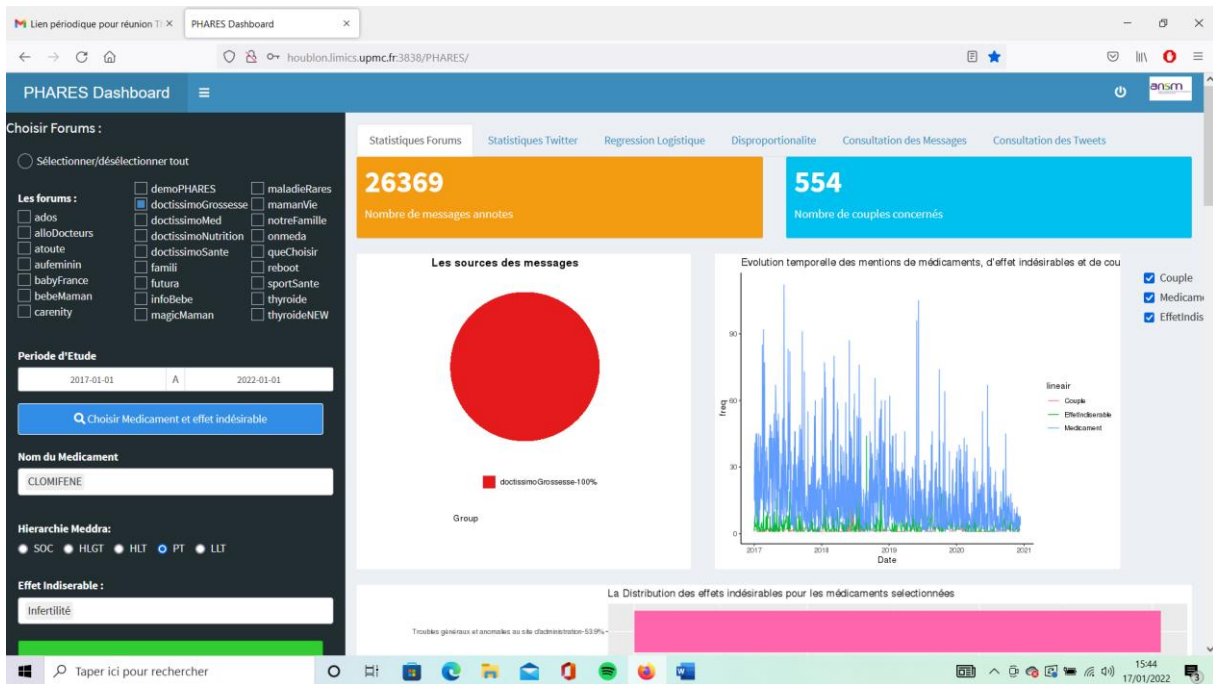 Lien périodique pour réunion T
PHARES Dashboard
houblon.limics.upmc.fr:3838/PHARES/
PHARES Dashboard
ansm
Choisir Forums :
Sélectionner/désélectionner tout
Les forums :
ados
alloDocteurs
atoute
aufeminin
babyFrance
bebeMaman
carenity
demoPHARES
doctissimoGrossesse
doctissimoMed
doctissimoNutrition
doctissimoSante
famili
futura
infoBebe
magicMaman
maladieRares
mamanVie
notreFamille
onmeda
queChoisir
reboot
sportSante
thyroide
thyroideNEW
Periode d'Etude
2017-01-01 A 2022-01-01
Choisir Medicament et effet indésirable
Nom du Medicament
CLOMIFENE
Hierarchie Meddra:
SOC HLGT HLT PT LLT
Effet Indiserable :
Infertilité
Statistiques Forums Statistiques Twitter Regression Logistique Disproportionalite Consultation des Messages Consultation des Tweets
26369
Nombre de messages annotes
554
Nombre de couples concernés
Les sources des messages
doctissimoGrossesse-100%
Group
Evolution temporelle des mentions de médicaments, d'effet indésirables et de cou
freq
90
60
30
0
2017 2018 2019 2020 2021
Date
lineair
Couple
EffetIndiserable
Medicament
Couple
Medicame
EffetIndis
La Distribution des effets indésirables pour les médicaments selectionnées
Troubles généraux et anomalies au site d'administration-53.9%
Taper ici pour rechercher
15:44
17/01/2022
3